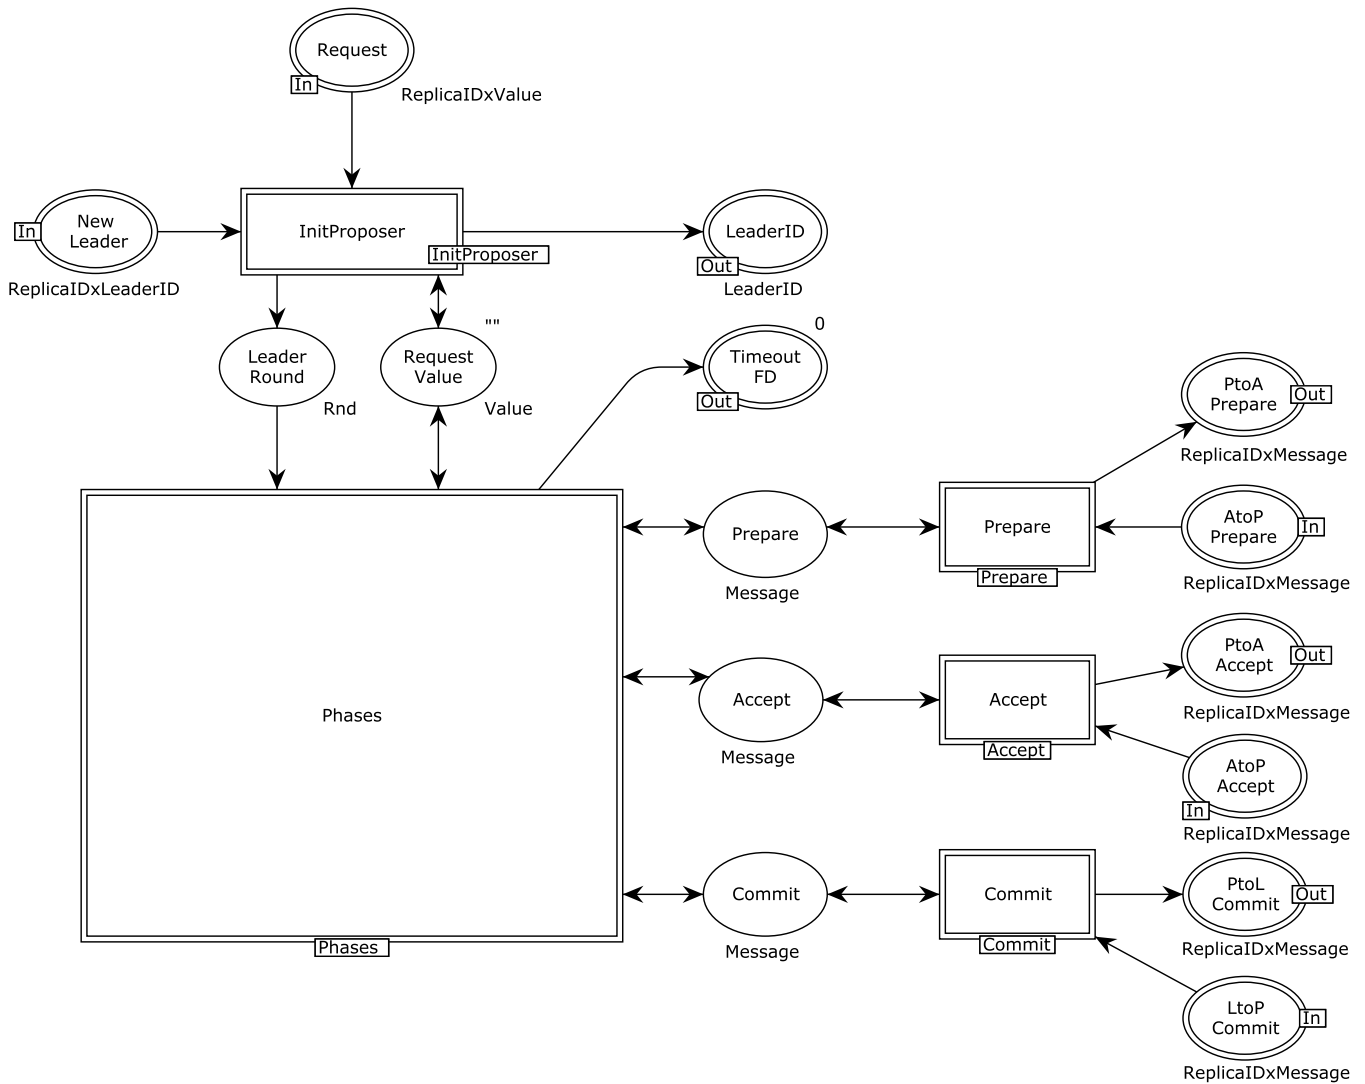 Request
In
ReplicaIDxValue
New
Leader
In
ReplicaIDxLeaderID
InitProposer
InitProposer
LeaderID
Out
LeaderID
Leader
Round
Rnd
""
Request
Value
Value
0
Timeout
FD
Out
PtoA
Prepare
Out
ReplicaIDxMessage
Prepare
Message
Prepare
Prepare
AtoP
Prepare
In
ReplicaIDxMessage
Phases
Phases
Accept
Message
Accept
Accept
PtoA
Accept
Out
ReplicaIDxMessage
AtoP
Accept
In
ReplicaIDxMessage
Commit
Message
Commit
Commit
PtoL
Commit
Out
ReplicaIDxMessage
LtoP
Commit
In
ReplicaIDxMessage